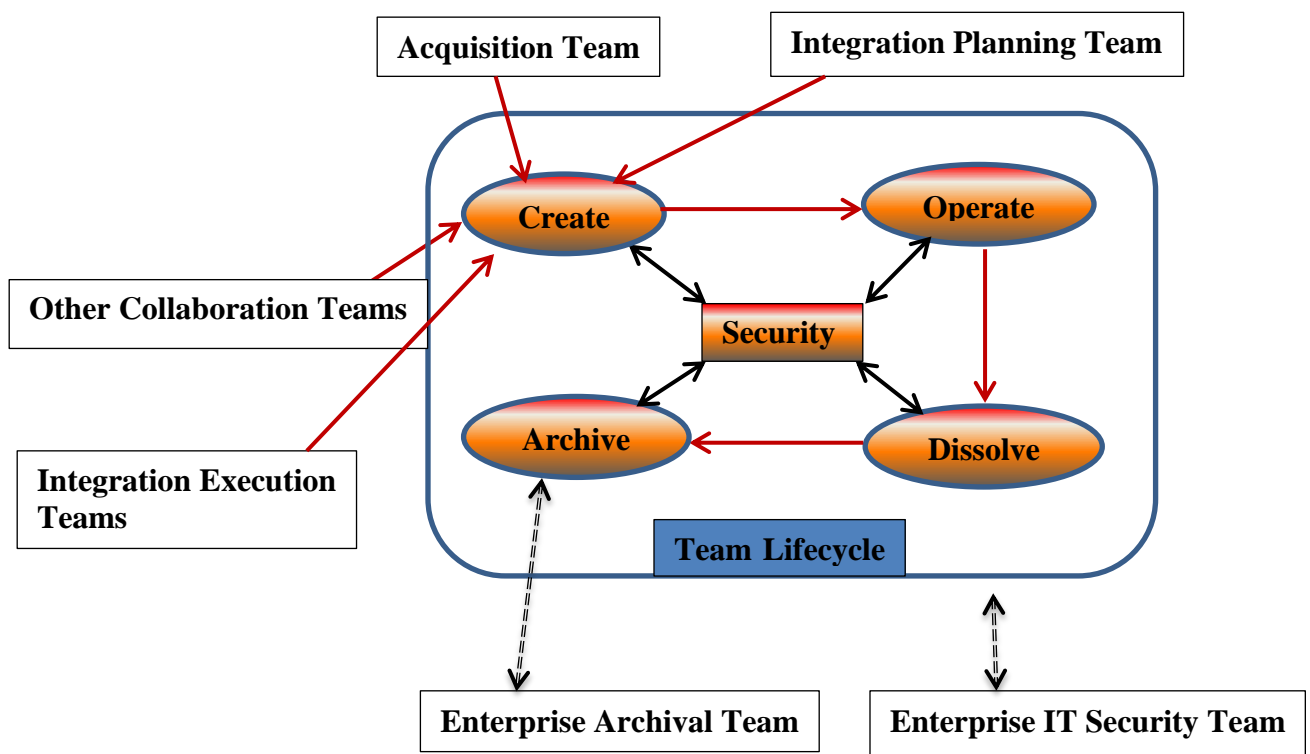 Acquisition Team
Integration Planning Team
Create
Operate
Other Collaboration Teams
Security
Archive
Dissolve
Integration Execution
Teams
Team Lifecycle
Enterprise Archival Team
Enterprise IT Security Team